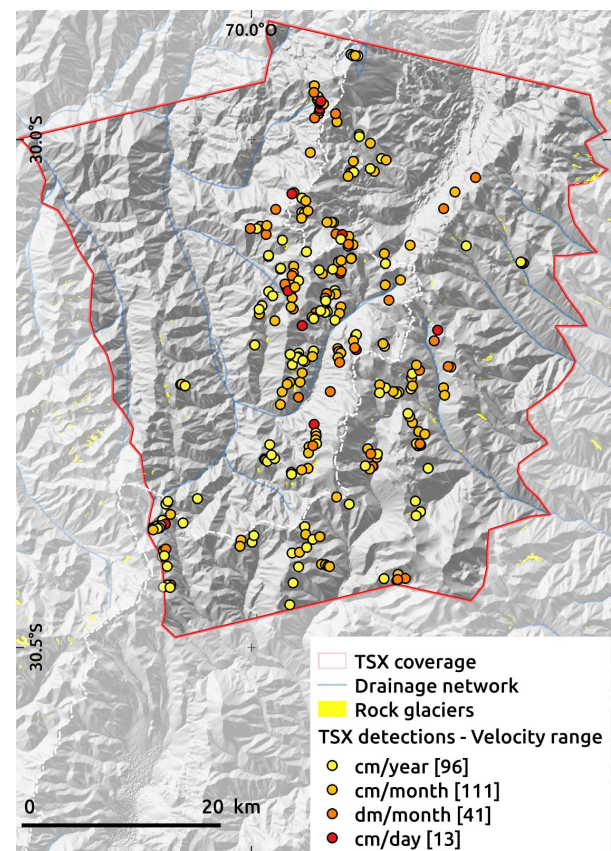 70.0°O
30.0°S
30.5°S
TSX coverage
Drainage network
Rock glaciers
TSX detections - Velocity range
cm/year [96]
cm/month [111]
dm/month [41]
cm/day [13]
0 20 km